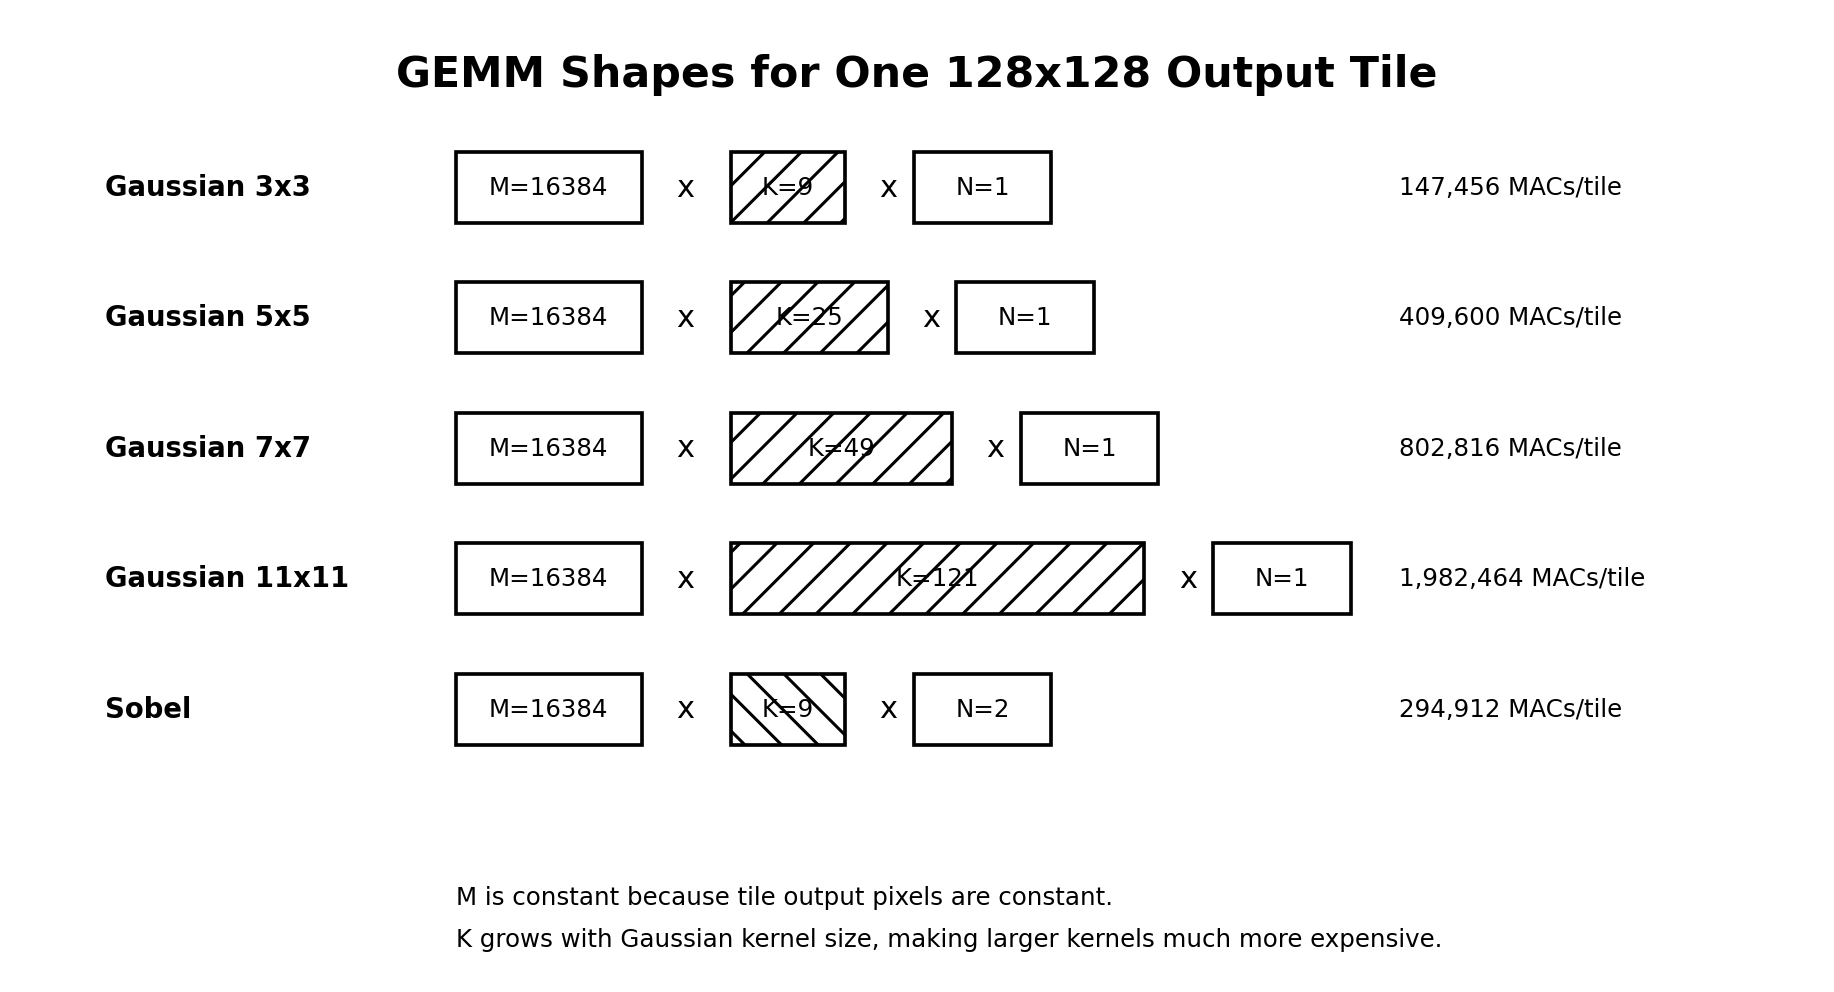 GEMM Shapes for One 128x128 Output Tile
Gaussian 3x3 M=16384 x K=9 x N=1 147,456 MACs/tile
Gaussian 5x5 M=16384 x K=25 x N=1 409,600 MACs/tile
Gaussian 7x7 M=16384 x K=49 x N=1 802,816 MACs/tile
Gaussian 11x11 M=16384 x K=121 x N=1 1,982,464 MACs/tile
Sobel M=16384 x K=9 x N=2 294,912 MACs/tile
M is constant because tile output pixels are constant.
K grows with Gaussian kernel size, making larger kernels much more expensive.